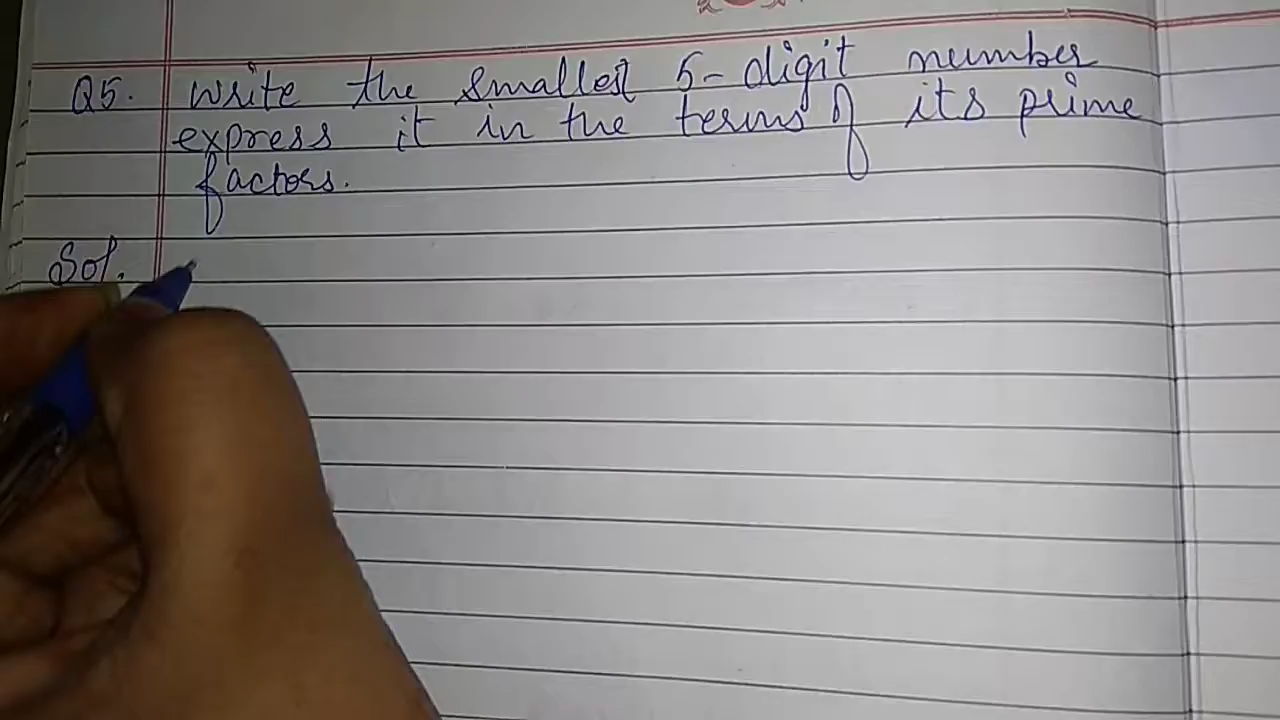 Q5. Write the smallest 5-digit number
express it in the terms of its prime
factors.
Sol.